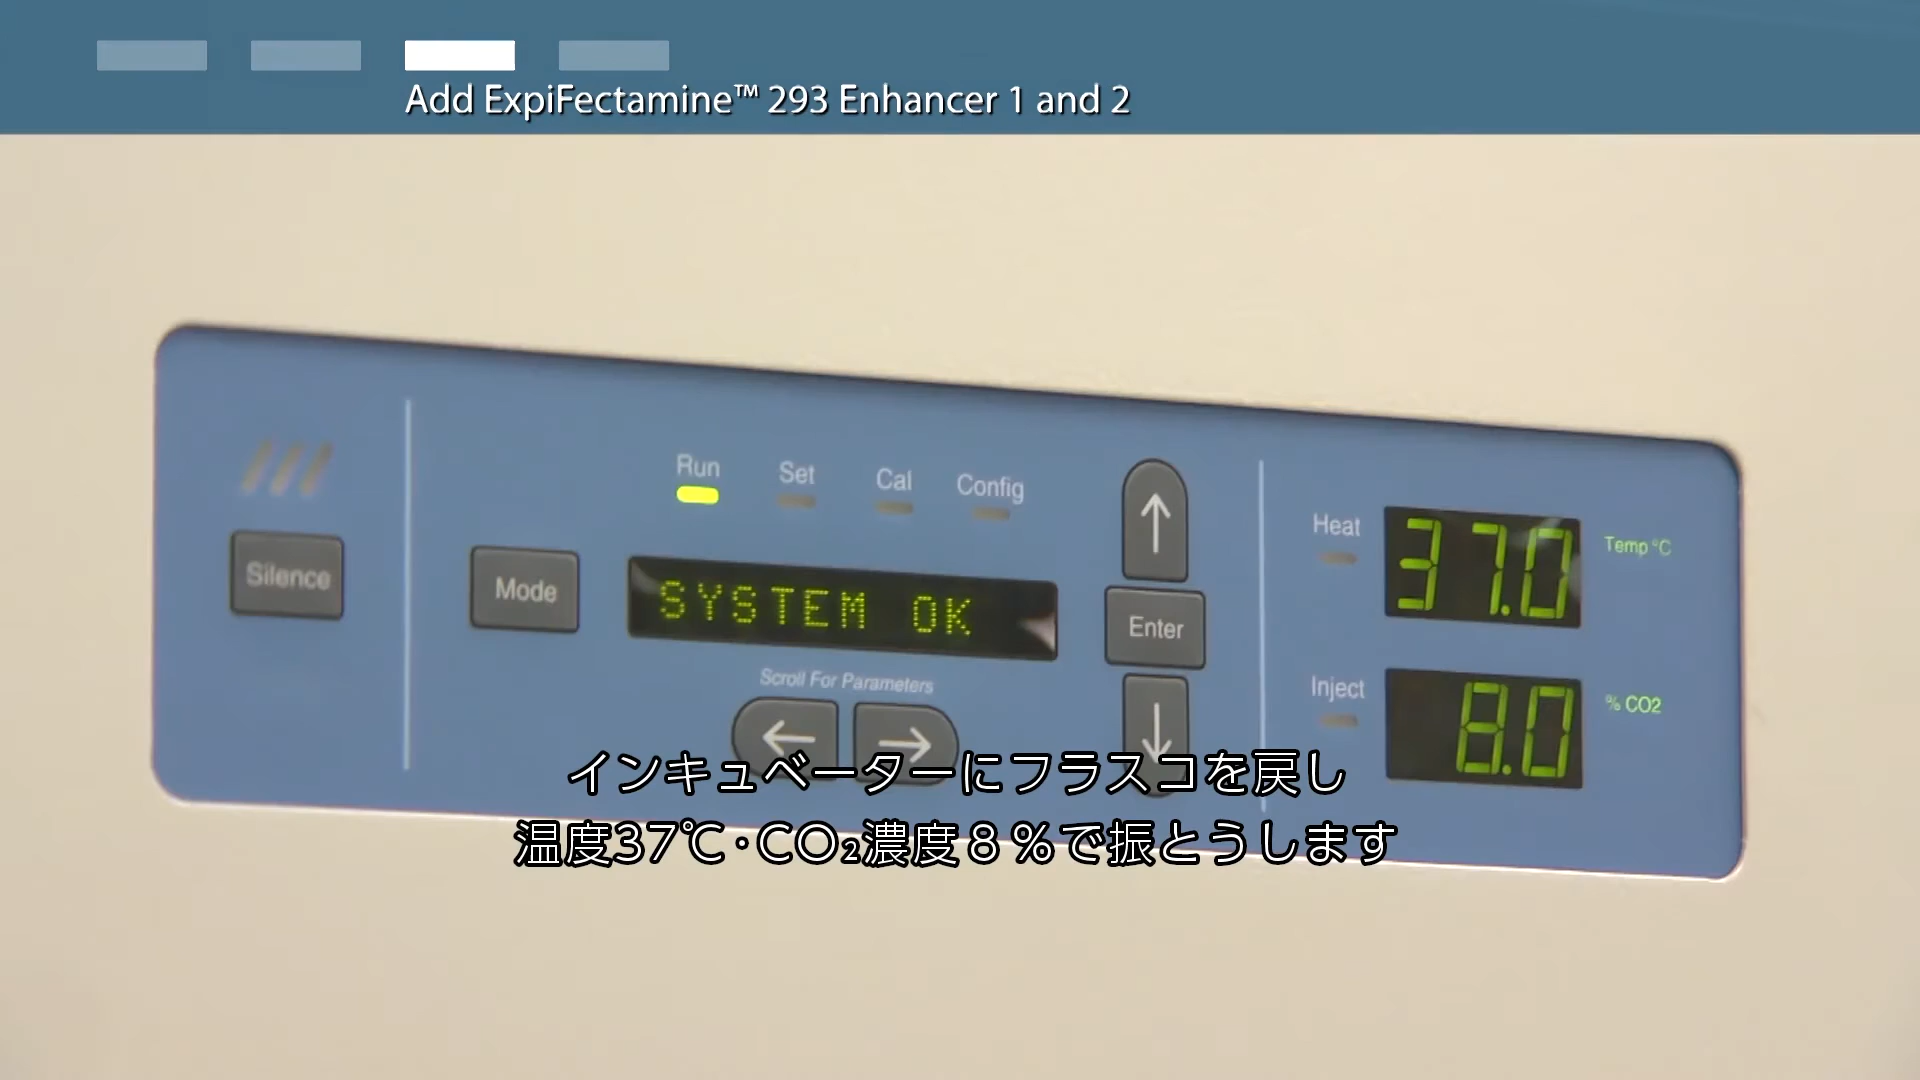 Add ExpiFectamine™ 293 Enhancer 1 and 2
Run Set Cal Config
Silence
Mode
SYSTEM OK
Scroll For Parameters
Enter
Heat
37.0
Temp °C
Inject
8.0
% CO2
インキュベーターにフラスコを戻し
温度37℃・CO₂濃度８％で振とうします